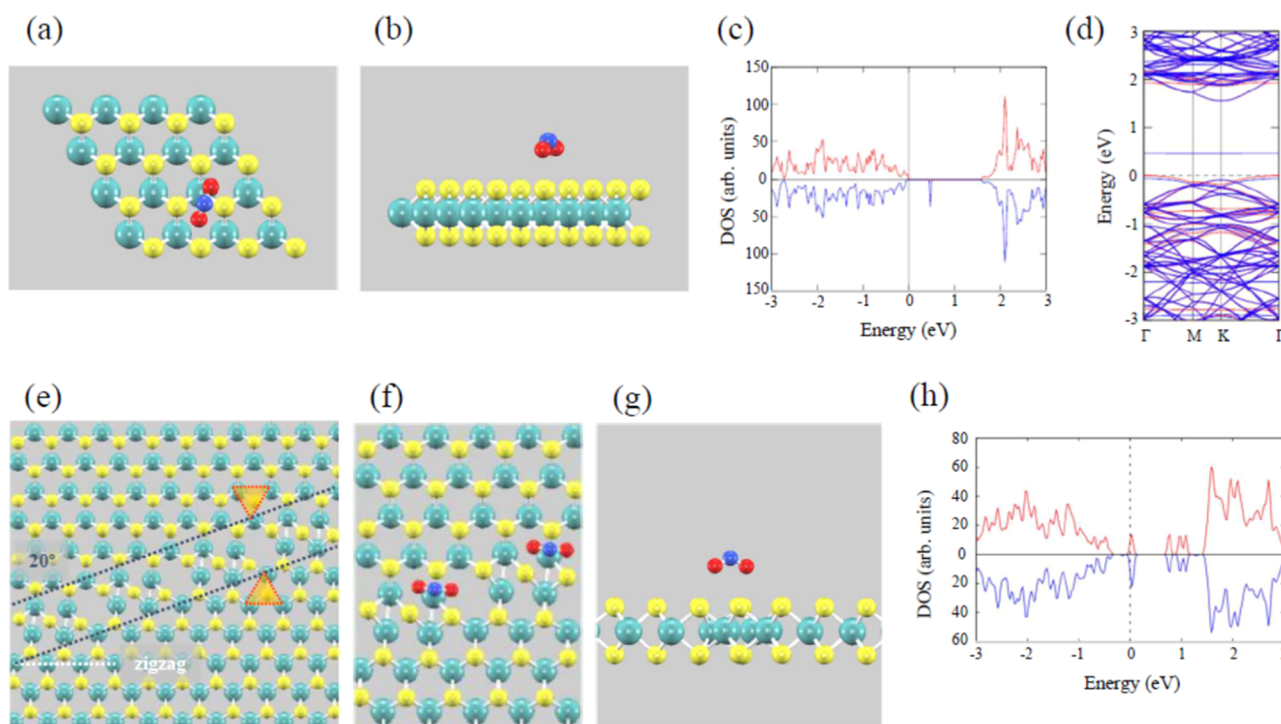 (a)
(b)
(c)
(d)
150
100
50
0
50
100
150
DOS (arb. units)
-3
-2
-1
0
1
2
3
Energy (eV)
3
2
1
0
-1
-2
-3
Energy (eV)
Γ
M
K
Γ
(e)
(f)
(g)
(h)
20°
zigzag
80
60
40
20
0
20
40
60
DOS (arb. units)
-3
-2
-1
0
1
2
3
Energy (eV)